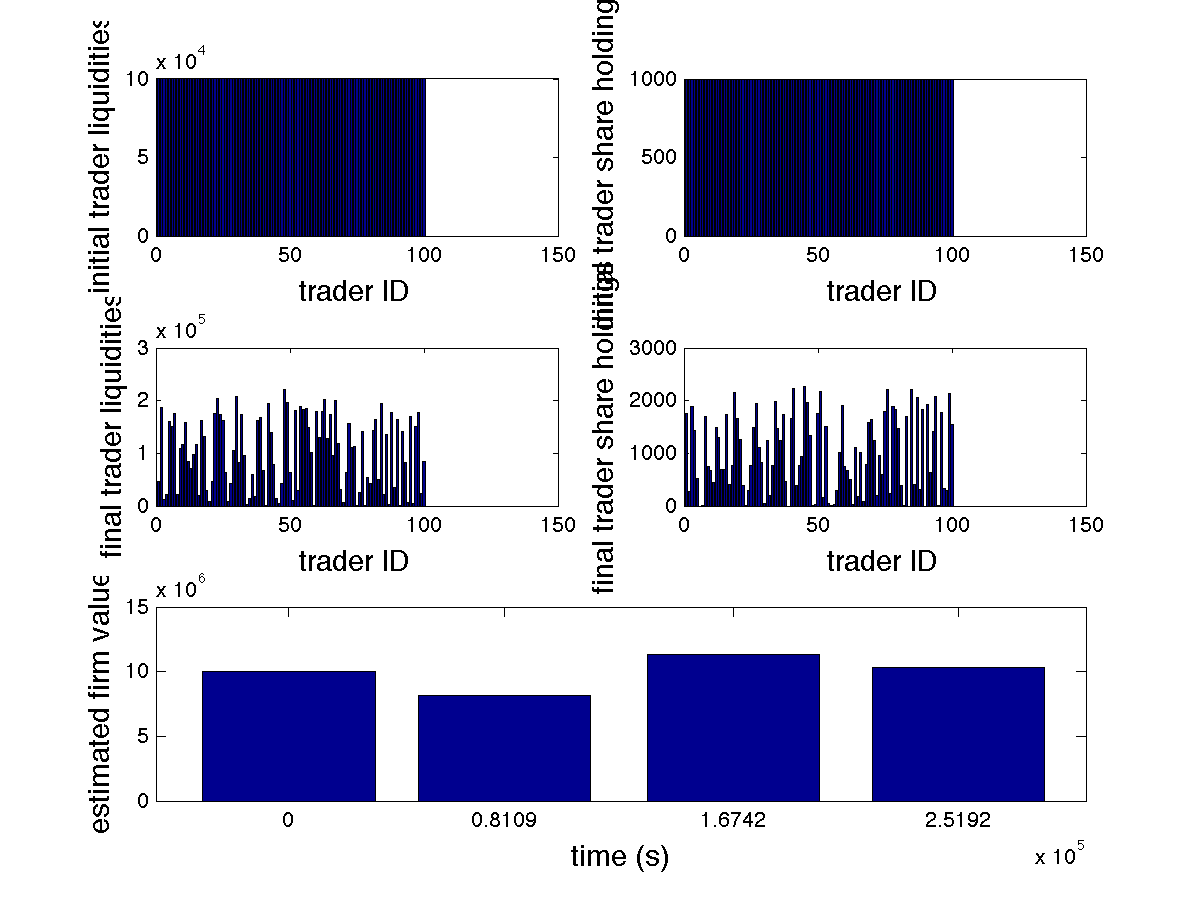 initial trader liquidities
x 10^4
10
5
0
0 50 100 150
trader ID
1000
500
0
0 50 100 150
trader ID
final trader liquidities
x 10^5
3
2
1
0
0 50 100 150
trader ID
final trader share holdings
3000
2000
1000
0
0 50 100 150
trader ID
estimated firm value
x 10^6
15
10
5
0
0 0.8109 1.6742 2.5192
time (s)
x 10^5